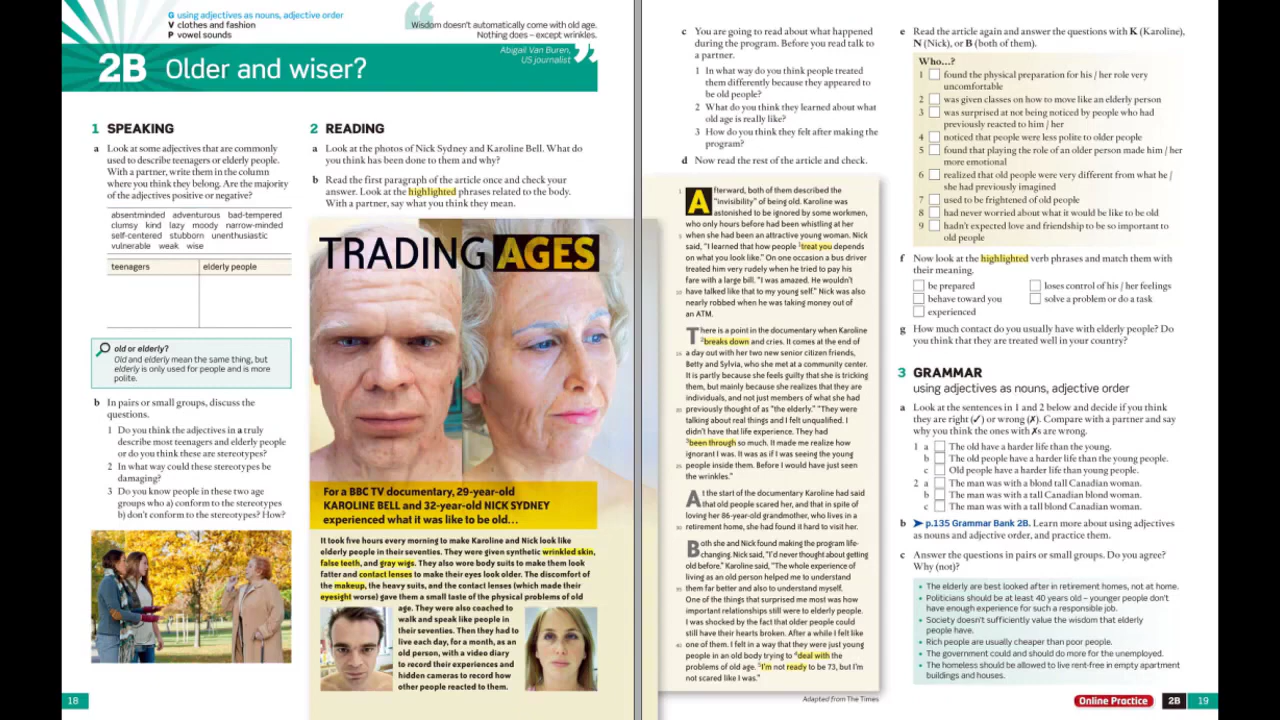 G using adjectives as nouns, adjective order
V clothes and fashion
P vowel sounds
Wisdom doesn't automatically come with old age.
Nothing does – except wrinkles.
Abigail Van Buren,
US journalist
2B Older and wiser?
1 SPEAKING
a Look at some adjectives that are commonly
used to describe teenagers or elderly people.
With a partner, write them in the column
where you think they belong. Are the majority
of the adjectives positive or negative?
absentminded adventurous bad-tempered
clumsy kind lazy moody narrow-minded
self-centered stubborn unenthusiastic
vulnerable weak wise
teenagers elderly people
old or elderly?
Old and elderly mean the same thing, but
elderly is only used for people and is more
polite.
b In pairs or small groups, discuss the
questions.
1 Do you think the adjectives in a truly
describe most teenagers and elderly people
or do you think these are stereotypes?
2 In what way could these stereotypes be
damaging?
3 Do you know people in these two age
groups who a) conform to the stereotypes
b) don't conform to the stereotypes? How?
18
2 READING
a Look at the photos of Nick Sydney and Karoline Bell. What do
you think has been done to them and why?
b Read the first paragraph of the article once and check your
answer. Look at the highlighted phrases related to the body.
With a partner, say what you think they mean.
TRADING AGES
For a BBC TV documentary, 29-year-old
KAROLINE BELL and 32-year-old NICK SYDNEY
experienced what it was like to be old…
It took five hours every morning to make Karoline and Nick look like
elderly people in their seventies. They were given synthetic wrinkled skin,
false teeth, and gray wigs. They also wore body suits to make them look
fatter and contact lenses to make their eyes look older. The discomfort of
the makeup, the heavy suits, and the contact lenses (which made their
eyesight worse) gave them a small taste of the physical problems of old
age. They were also coached to
walk and speak like people in
their seventies. Then they had to
live each day, for a month, as an
old person, with a video diary
to record their experiences and
hidden cameras to record how
other people reacted to them.
c You are going to read about what happened
during the program. Before you read talk to
a partner.
1 In what way do you think people treated
them differently because they appeared to
be old people?
2 What do you think they learned about what
old age is really like?
3 How do you think they felt after making the
program?
d Now read the rest of the article and check.
1 Afterward, both of them described the
"invisibility" of being old. Karoline was
astonished to be ignored by some workmen,
who only hours before had been whistling at her
5 when she had been an attractive young woman. Nick
said, "I learned that how people 1treat you depends
on what you look like." On one occasion a bus driver
treated him very rudely when he tried to pay his
fare with a large bill. "I was amazed. He wouldn't
10 have talked like that to my young self." Nick was also
nearly robbed when he was taking money out of
an ATM.
There is a point in the documentary when Karoline
2breaks down and cries. It comes at the end of
15 a day out with her two new senior citizen friends,
Betty and Sylvia, who she met at a community center.
It is partly because she feels guilty that she is tricking
them, but mainly because she realizes that they are
individuals, and not just members of what she had
20 previously thought of as "the elderly." "They were
talking about real things and I felt unqualified. I
didn't have that life experience. They had
3been through so much. It made me realize how
ignorant I was. It was as if I was seeing the young
25 people inside them. Before I would have just seen
the wrinkles."
At the start of the documentary Karoline had said
that old people scared her, and that in spite of
loving her 86-year-old grandmother, who lives in a
30 retirement home, she had found it hard to visit her.
Both she and Nick found making the program life-
changing. Nick said, "I'd never thought about getting
old before." Karoline said, "The whole experience of
living as an old person helped me to understand
35 them far better and also to understand myself.
One of the things that surprised me most was how
important relationships still were to elderly people.
I was shocked by the fact that older people could
still have their hearts broken. After a while I felt like
40 one of them. I felt in a way that they were just young
people in an old body trying to 4deal with the
problems of old age. 5I'm not ready to be 73, but I'm
not scared like I was."
Adapted from The Times
e Read the article again and answer the questions with K (Karoline),
N (Nick), or B (both of them).
Who…?
1 found the physical preparation for his / her role very
uncomfortable
2 was given classes on how to move like an elderly person
3 was surprised at not being noticed by people who had
previously reacted to him / her
4 noticed that people were less polite to older people
5 found that playing the role of an older person made him / her
more emotional
6 realized that old people were very different from what he /
she had previously imagined
7 used to be frightened of old people
8 had never worried about what it would be like to be old
9 hadn't expected love and friendship to be so important to
old people
f Now look at the highlighted verb phrases and match them with
their meaning.
be prepared loses control of his / her feelings
behave toward you solve a problem or do a task
experienced
g How much contact do you usually have with elderly people? Do
you think that they are treated well in your country?
3 GRAMMAR
using adjectives as nouns, adjective order
a Look at the sentences in 1 and 2 below and decide if you think
they are right (✓) or wrong (✗). Compare with a partner and say
why you think the ones with ✗s are wrong.
1 a The old have a harder life than the young.
b The old people have a harder life than the young people.
c Old people have a harder life than young people.
2 a The man was with a blond tall Canadian woman.
b The man was with a tall Canadian blond woman.
c The man was with a tall blond Canadian woman.
b ➤ p.135 Grammar Bank 2B. Learn more about using adjectives
as nouns and adjective order, and practice them.
c Answer the questions in pairs or small groups. Do you agree?
Why (not)?
• The elderly are best looked after in retirement homes, not at home.
• Politicians should be at least 40 years old – younger people don't
have enough experience for such a responsible job.
• Society doesn't sufficiently value the wisdom that elderly
people have.
• Rich people are usually cheaper than poor people.
• The government could and should do more for the unemployed.
• The homeless should be allowed to live rent-free in empty apartment
buildings and houses.
Online Practice 2B 19